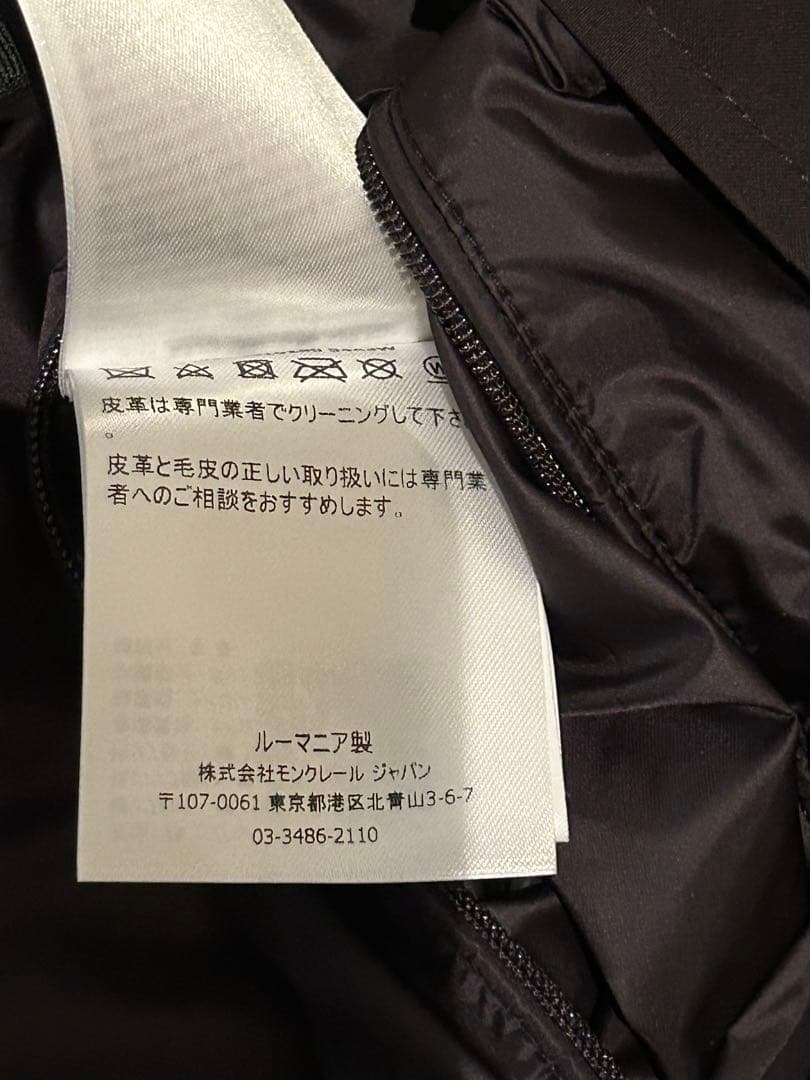 皮革は専門業者でクリーニングして下さ
。
皮革と毛皮の正しい取り扱いには専門業
者へのご相談をおすすめします。
ルーマニア製
株式会社モンクレール ジャパン
〒107-0061 東京都港区北青山3-6-7
03-3486-2110